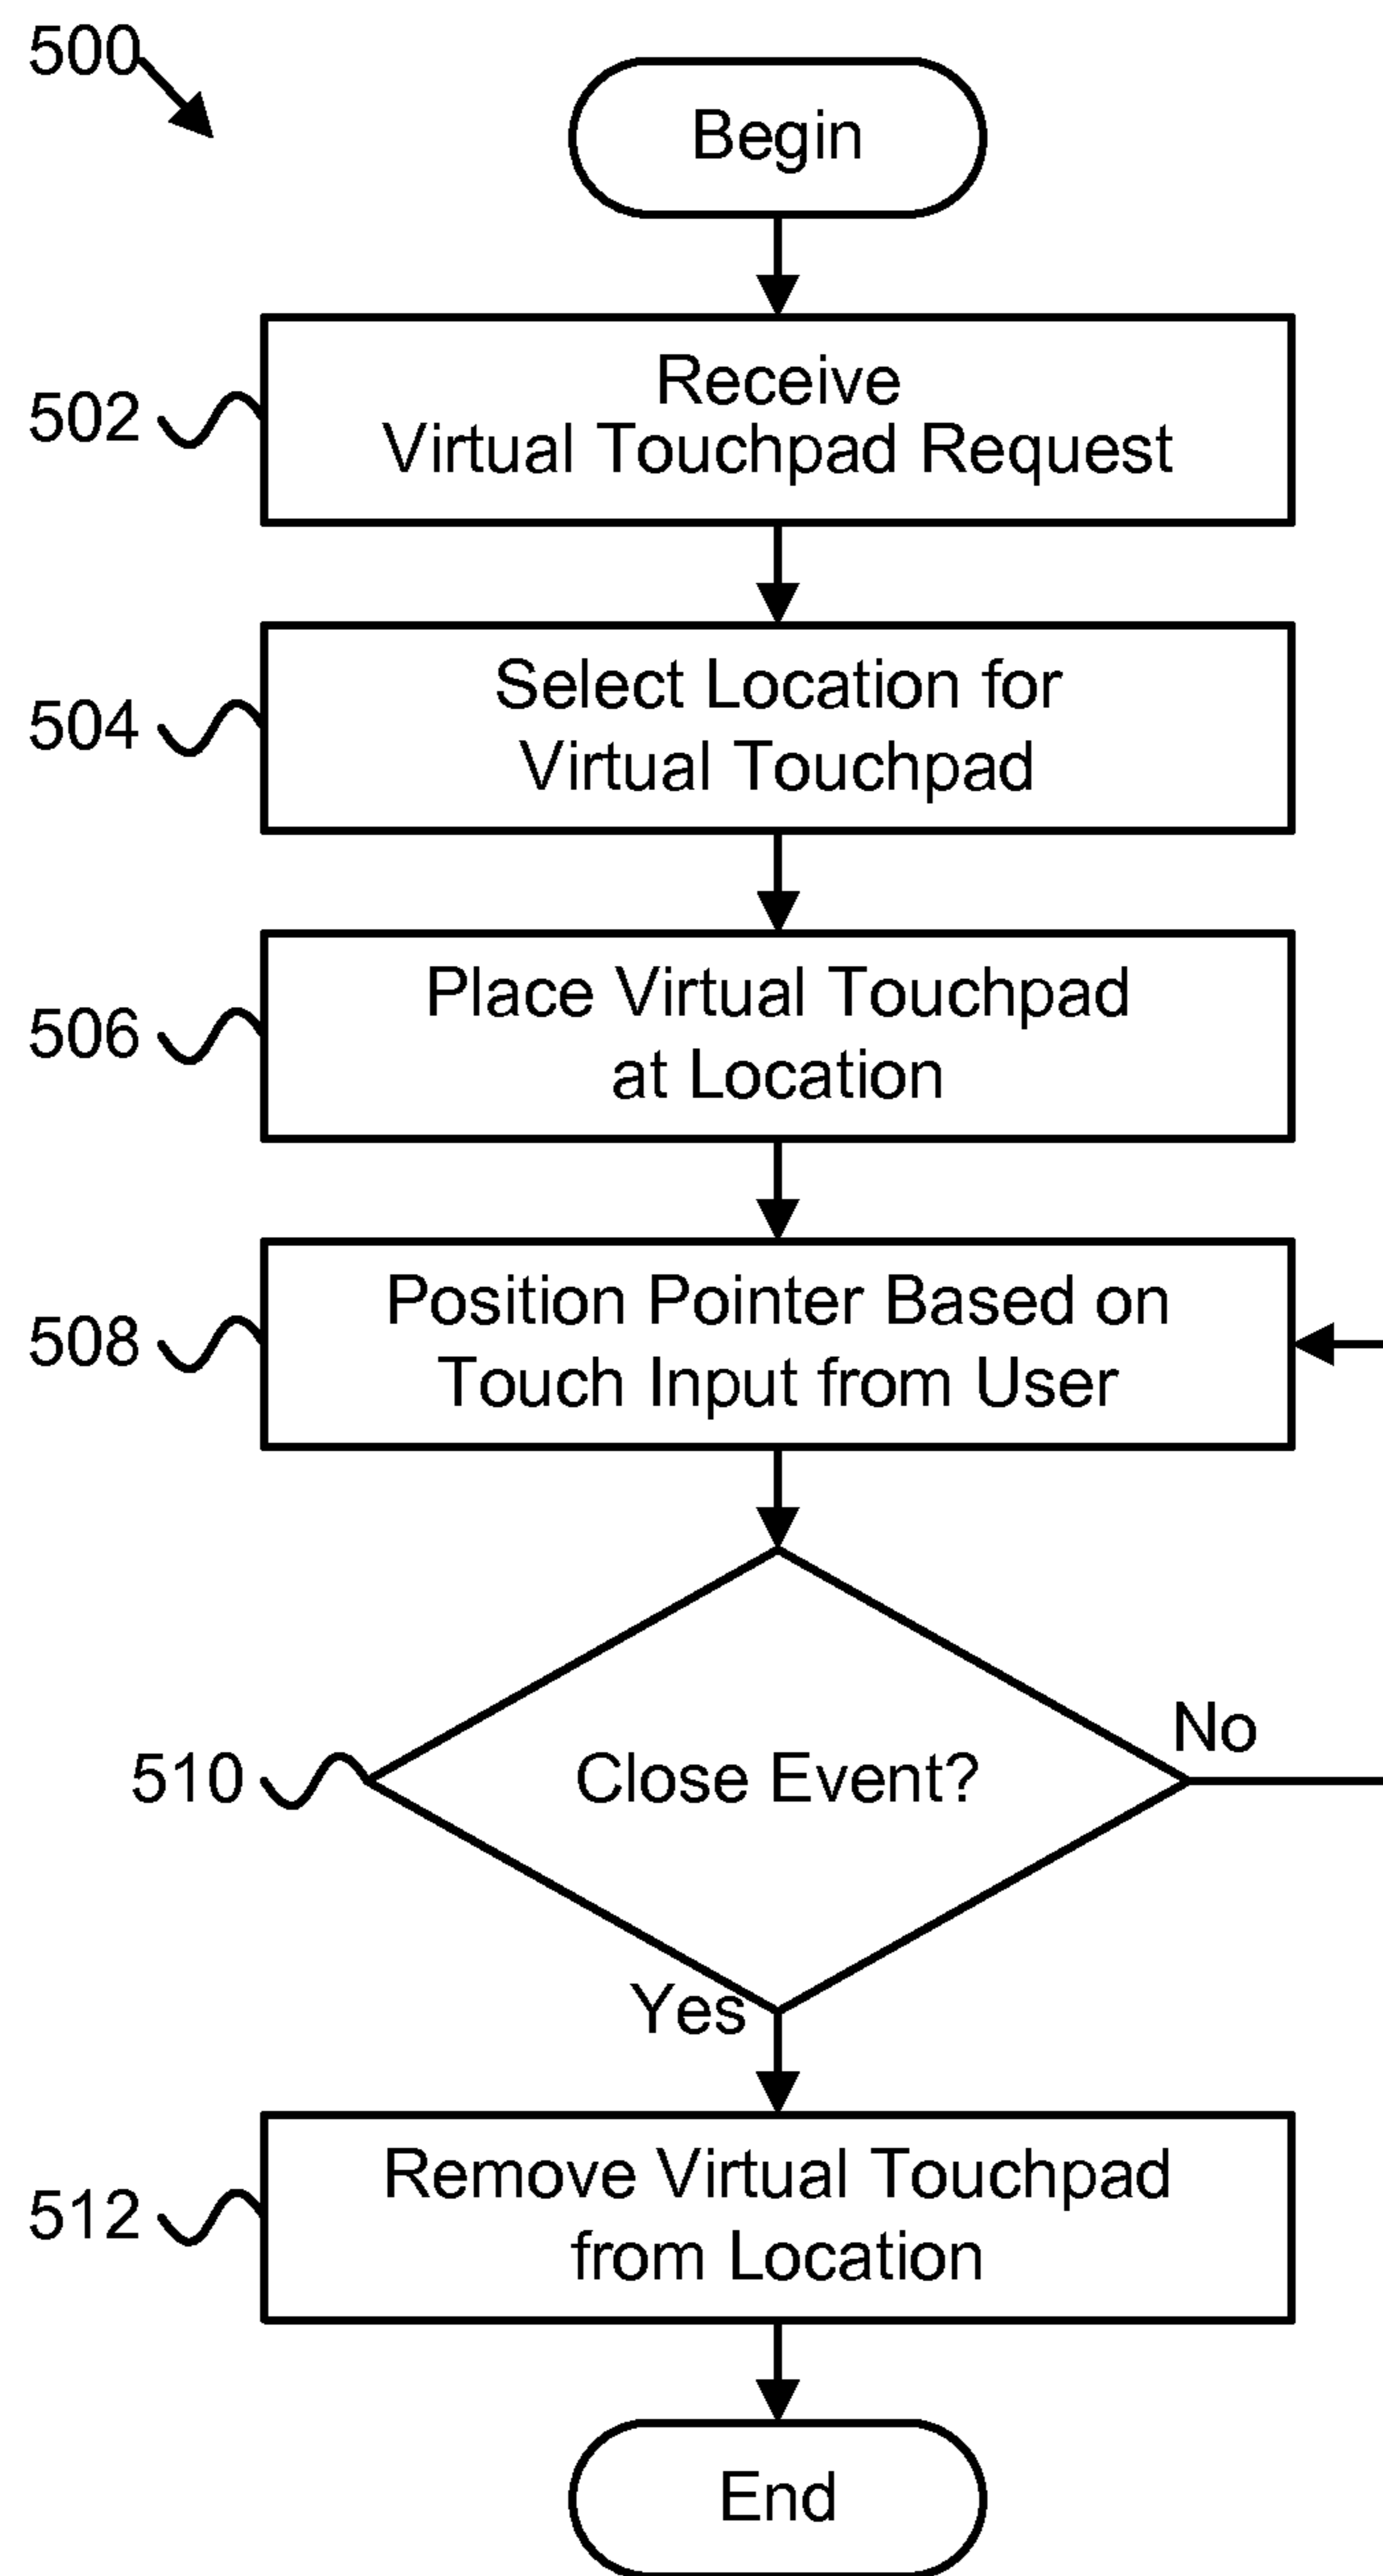 500
Begin
502
Receive
Virtual Touchpad Request
504
Select Location for
Virtual Touchpad
506
Place Virtual Touchpad
at Location
508
Position Pointer Based on
Touch Input from User
510
Close Event?
No
Yes
512
Remove Virtual Touchpad
from Location
End